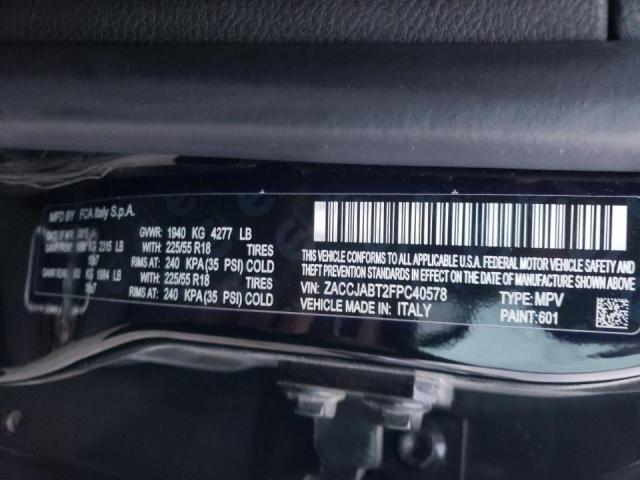 MFD BY FCA Italy S.p.A.
GVWR: 1940 KG 4277 LB
KG 2315 LB WITH: 225/55 R18 TIRES
RIMS AT: 240 KPA(35 PSI) COLD
KG LB WITH: 225/55 R18 TIRES
RIMS AT: 240 KPA(35 PSI) COLD
THIS VEHICLE CONFORMS TO ALL APPLICABLE U.S.A. FEDERAL MOTOR VEHICLE SAFETY AND
THEFT PREVENTION STANDARDS IN EFFECT ON THE DATE OF MANUFACTURE SHOWN ABOVE
VIN: ZACCJABT2FPC40578 TYPE: MPV
VEHICLE MADE IN: ITALY PAINT: 601